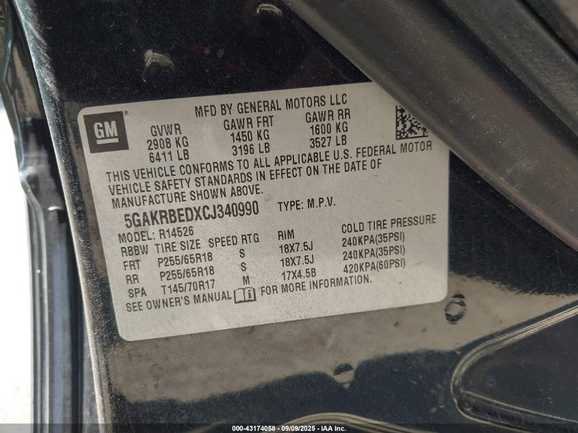 MFD BY GENERAL MOTORS LLC
GM
GVWR GAWR FRT GAWR RR
2908 KG 1450 KG 1600 KG
6411 LB 3196 LB 3527 LB
THIS VEHICLE CONFORMS TO ALL APPLICABLE U.S. FEDERAL MOTOR
VEHICLE SAFETY STANDARDS IN EFFECT ON THE DATE OF
MANUFACTURE SHOWN ABOVE.
5GAKRBEDXCJ340990 TYPE: M.P.V.
MODEL: R14526
RBBW TIRE SIZE SPEED RTG RIM COLD TIRE PRESSURE
FRT P255/65R18 S 18X7.5J 240KPA(35PSI)
RR P255/65R18 S 18X7.5J 240KPA(35PSI)
SPA T145/70R17 M 17X4.5B 420KPA(60PSI)
SEE OWNER'S MANUAL FOR MORE INFORMATION.
000-43174058 - 09/09/2025 - IAA Inc.